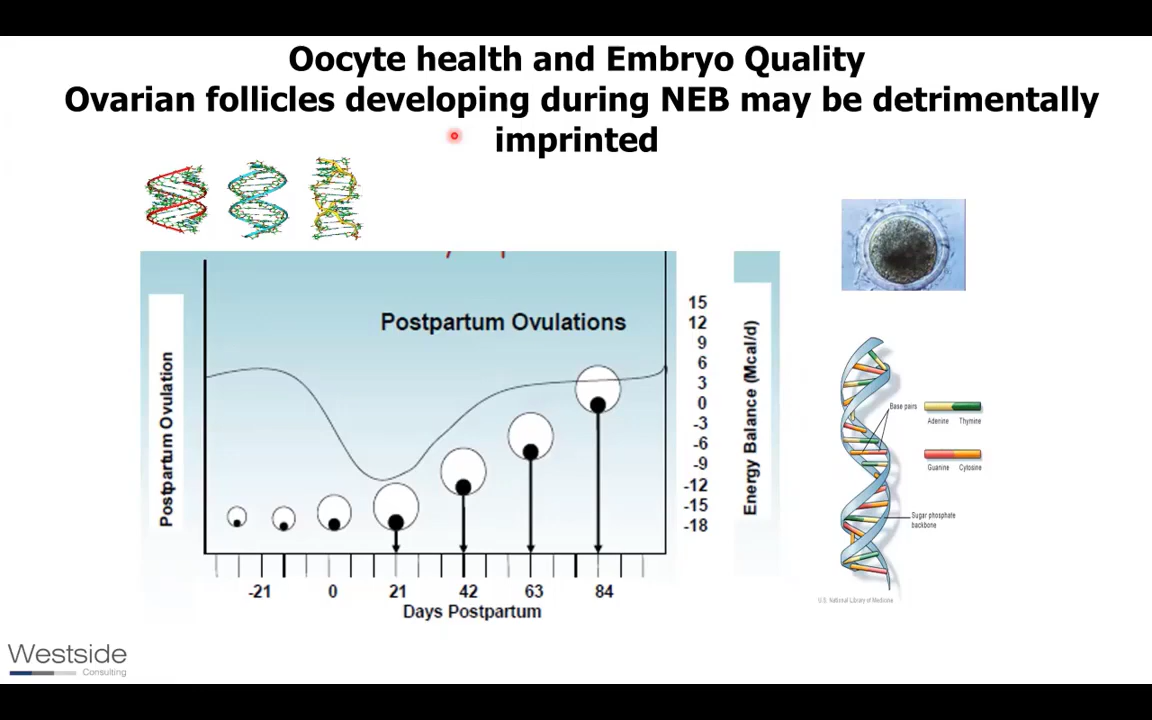 Oocyte health and Embryo Quality
Ovarian follicles developing during NEB may be detrimentally
imprinted
Postpartum Ovulations
Postpartum Ovulation
15
12
9
6
3
0
-3
-6
-9
-12
-15
-18
Energy Balance (Mcal/d)
-21 0 21 42 63 84
Days Postpartum
Base pairs
Adenine Thymine
Guanine Cytosine
Sugar phosphate
backbone
U.S. National Library of Medicine
Westside
Consulting